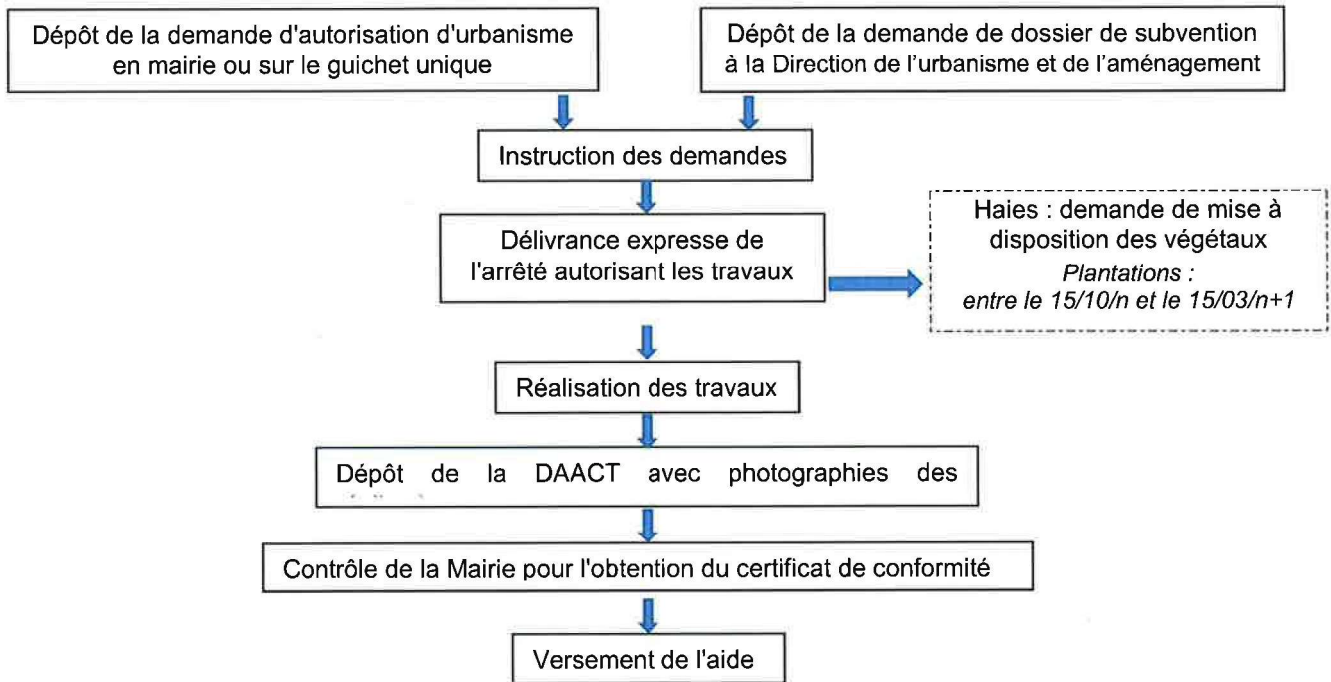 Dépôt de la demande d'autorisation d'urbanisme
en mairie ou sur le guichet unique
Dépôt de la demande de dossier de subvention
à la Direction de l'urbanisme et de l'aménagement
Instruction des demandes
Délivrance expresse de
l'arrêté autorisant les travaux
Haies : demande de mise à
disposition des végétaux
Plantations :
entre le 15/10/n et le 15/03/n+1
Réalisation des travaux
Dépôt de la DAACT avec photographies des
Contrôle de la Mairie pour l'obtention du certificat de conformité
Versement de l'aide